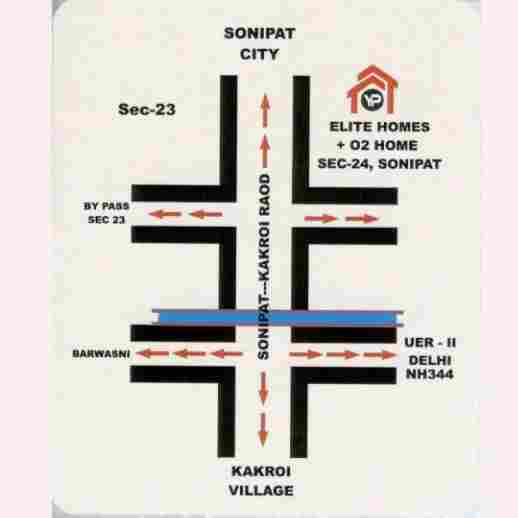 SONIPAT
CITY
Sec-23
YP
ELITE HOMES
+ O2 HOME
SEC-24, SONIPAT
BY PASS
SEC 23
SONIPAT---KAKROI RAOD
BARWASNI
UER - II
DELHI
NH344
KAKROI
VILLAGE